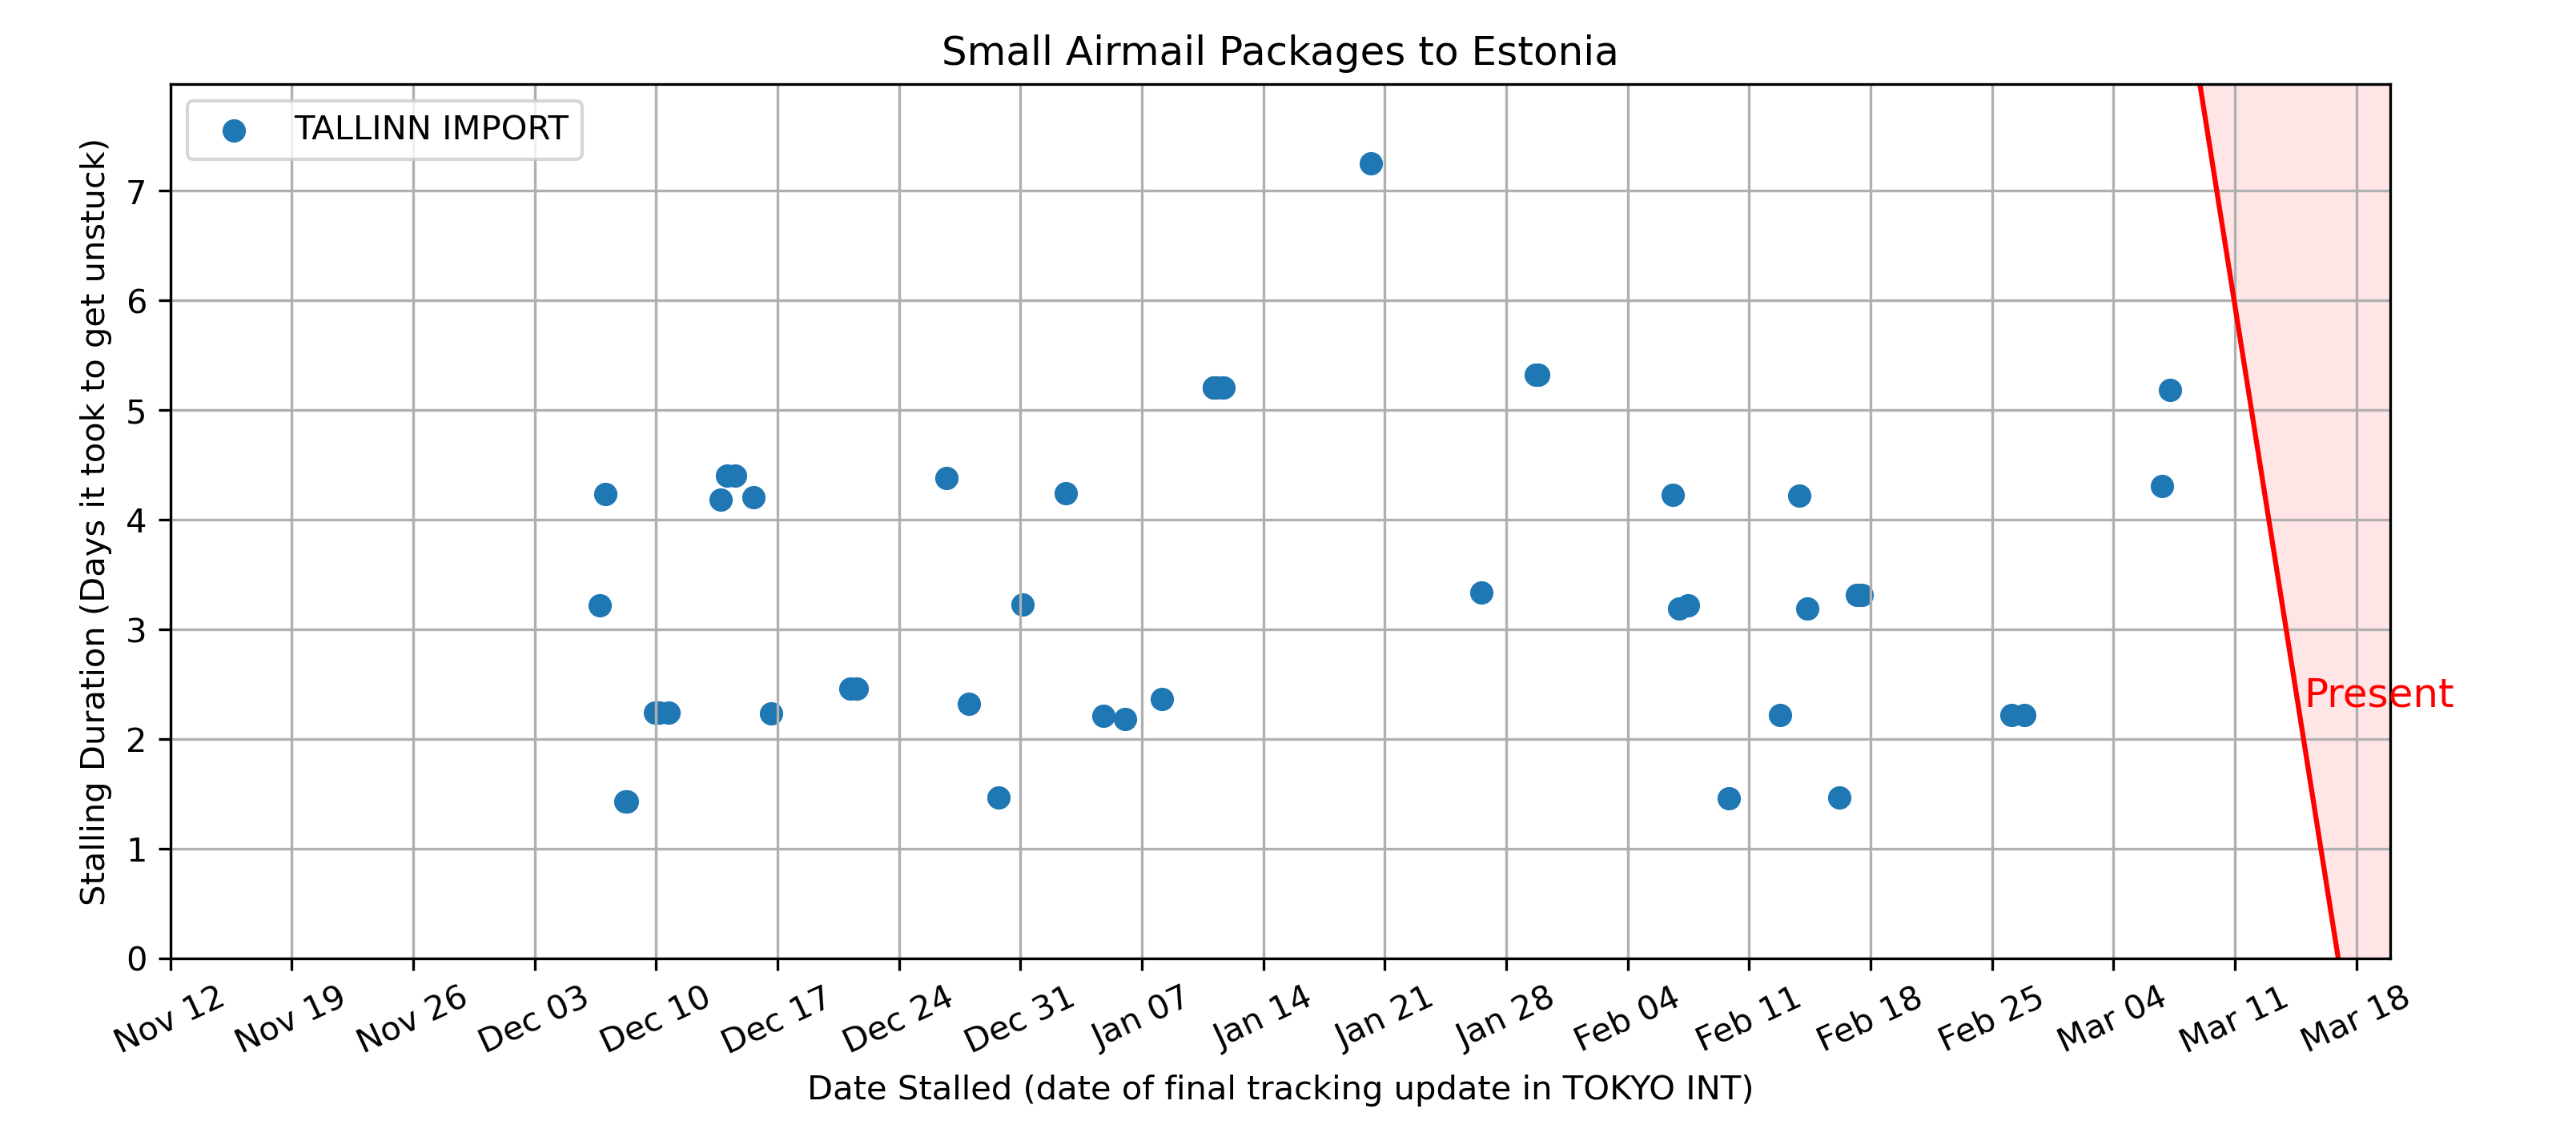 Small Airmail Packages to Estonia
TALLINN IMPORT
Stalling Duration (Days it took to get unstuck)
7
6
5
4
3
2
1
0
Present
Nov 12 Nov 19 Nov 26 Dec 03 Dec 10 Dec 17 Dec 24 Dec 31 Jan 07 Jan 14 Jan 21 Jan 28 Feb 04 Feb 11 Feb 18 Feb 25 Mar 04 Mar 11 Mar 18
Date Stalled (date of final tracking update in TOKYO INT)